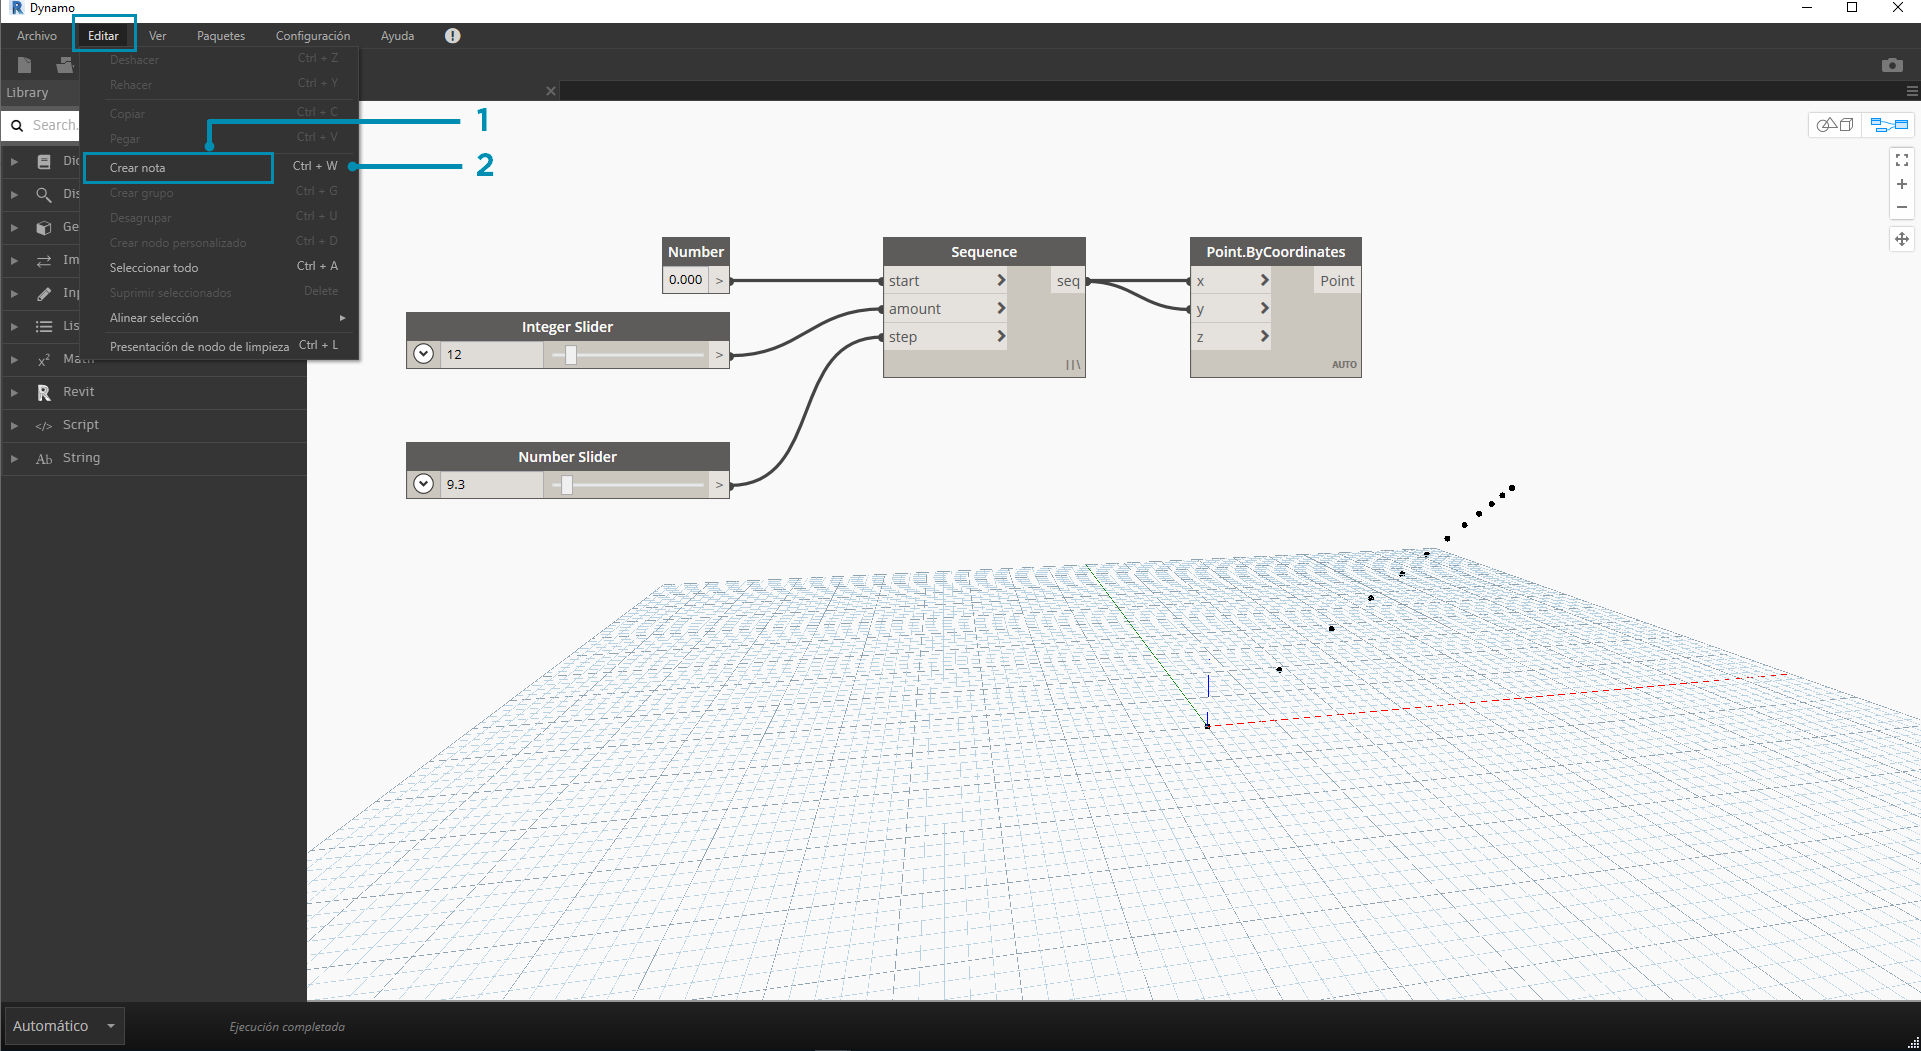 Dynamo
Archivo
Editar
Ver
Paquetes
Configuración
Ayuda
Deshacer Ctrl + Z
Rehacer Ctrl + Y
Copiar Ctrl + C
Pegar Ctrl + V
Crear nota Ctrl + W
Crear grupo Ctrl + G
Desagrupar Ctrl + U
Crear nodo personalizado Ctrl + D
Seleccionar todo Ctrl + A
Suprimir seleccionados Delete
Alinear selección
Presentación de nodo de limpieza Ctrl + L
1
2
Library
Search.
Dic
Dis
Ge
Im
Inp
Lis
x² Math
Revit
</> Script
Ab String
Number
0.000 >
Integer Slider
12 >
Number Slider
9.3 >
Sequence
start
seq
amount
step
Point.ByCoordinates
x
Point
y
z
AUTO
Automático
Ejecución completada